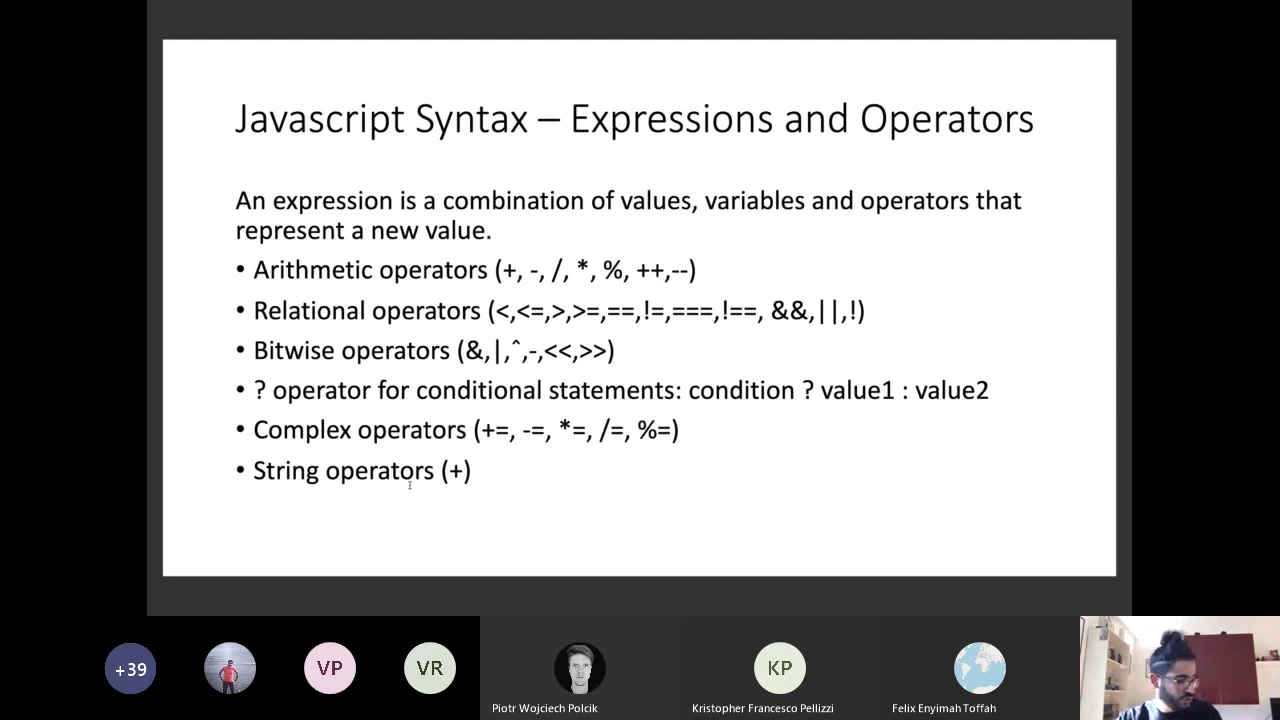 Javascript Syntax – Expressions and Operators
An expression is a combination of values, variables and operators that
represent a new value.
• Arithmetic operators (+, -, /, *, %, ++,--)
• Relational operators (<,<=,>,>=,==,!=,===,!==, &&,||,!)
• Bitwise operators (&,|,ˆ,-,<<,>>)
• ? operator for conditional statements: condition ? value1 : value2
• Complex operators (+=, -=, *=, /=, %=)
• String operators (+)
+39
VP
VR
KP
Piotr Wojciech Polcik
Kristopher Francesco Pellizzi
Felix Enyimah Toffah